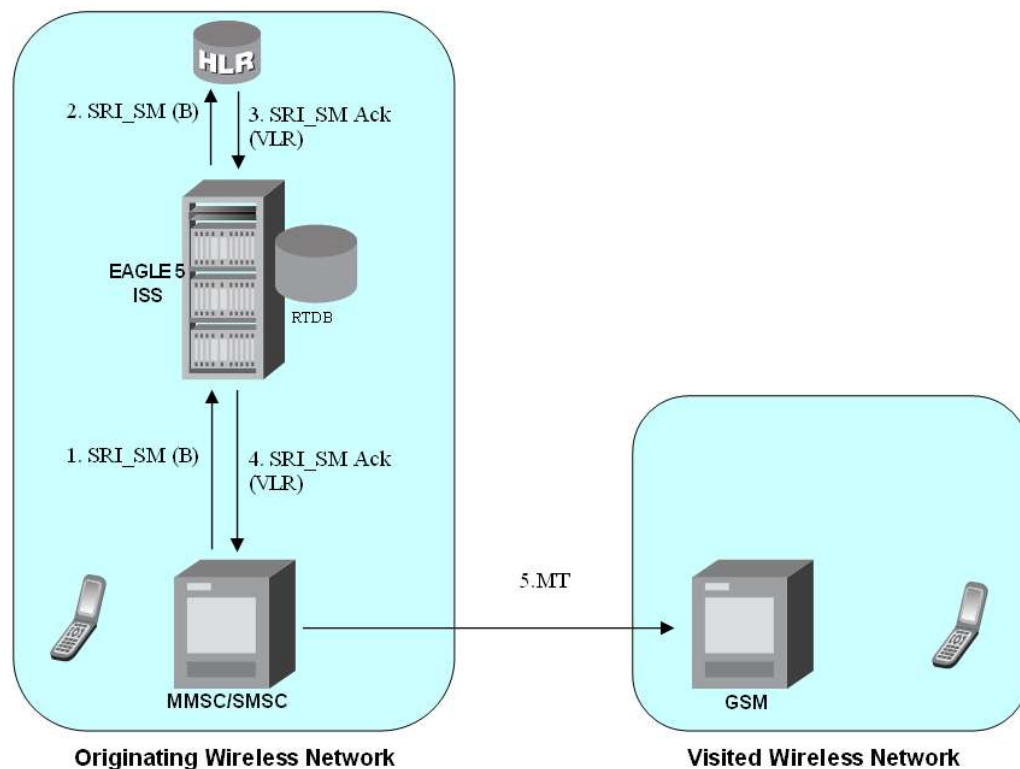 HLR
2. SRI_SM (B)
3. SRI_SM Ack
(VLR)
EAGLE 5
ISS
RTDB
1. SRI_SM (B)
4. SRI_SM Ack
(VLR)
5.MT
MMSC/SMSC
GSM
Originating Wireless Network
Visited Wireless Network